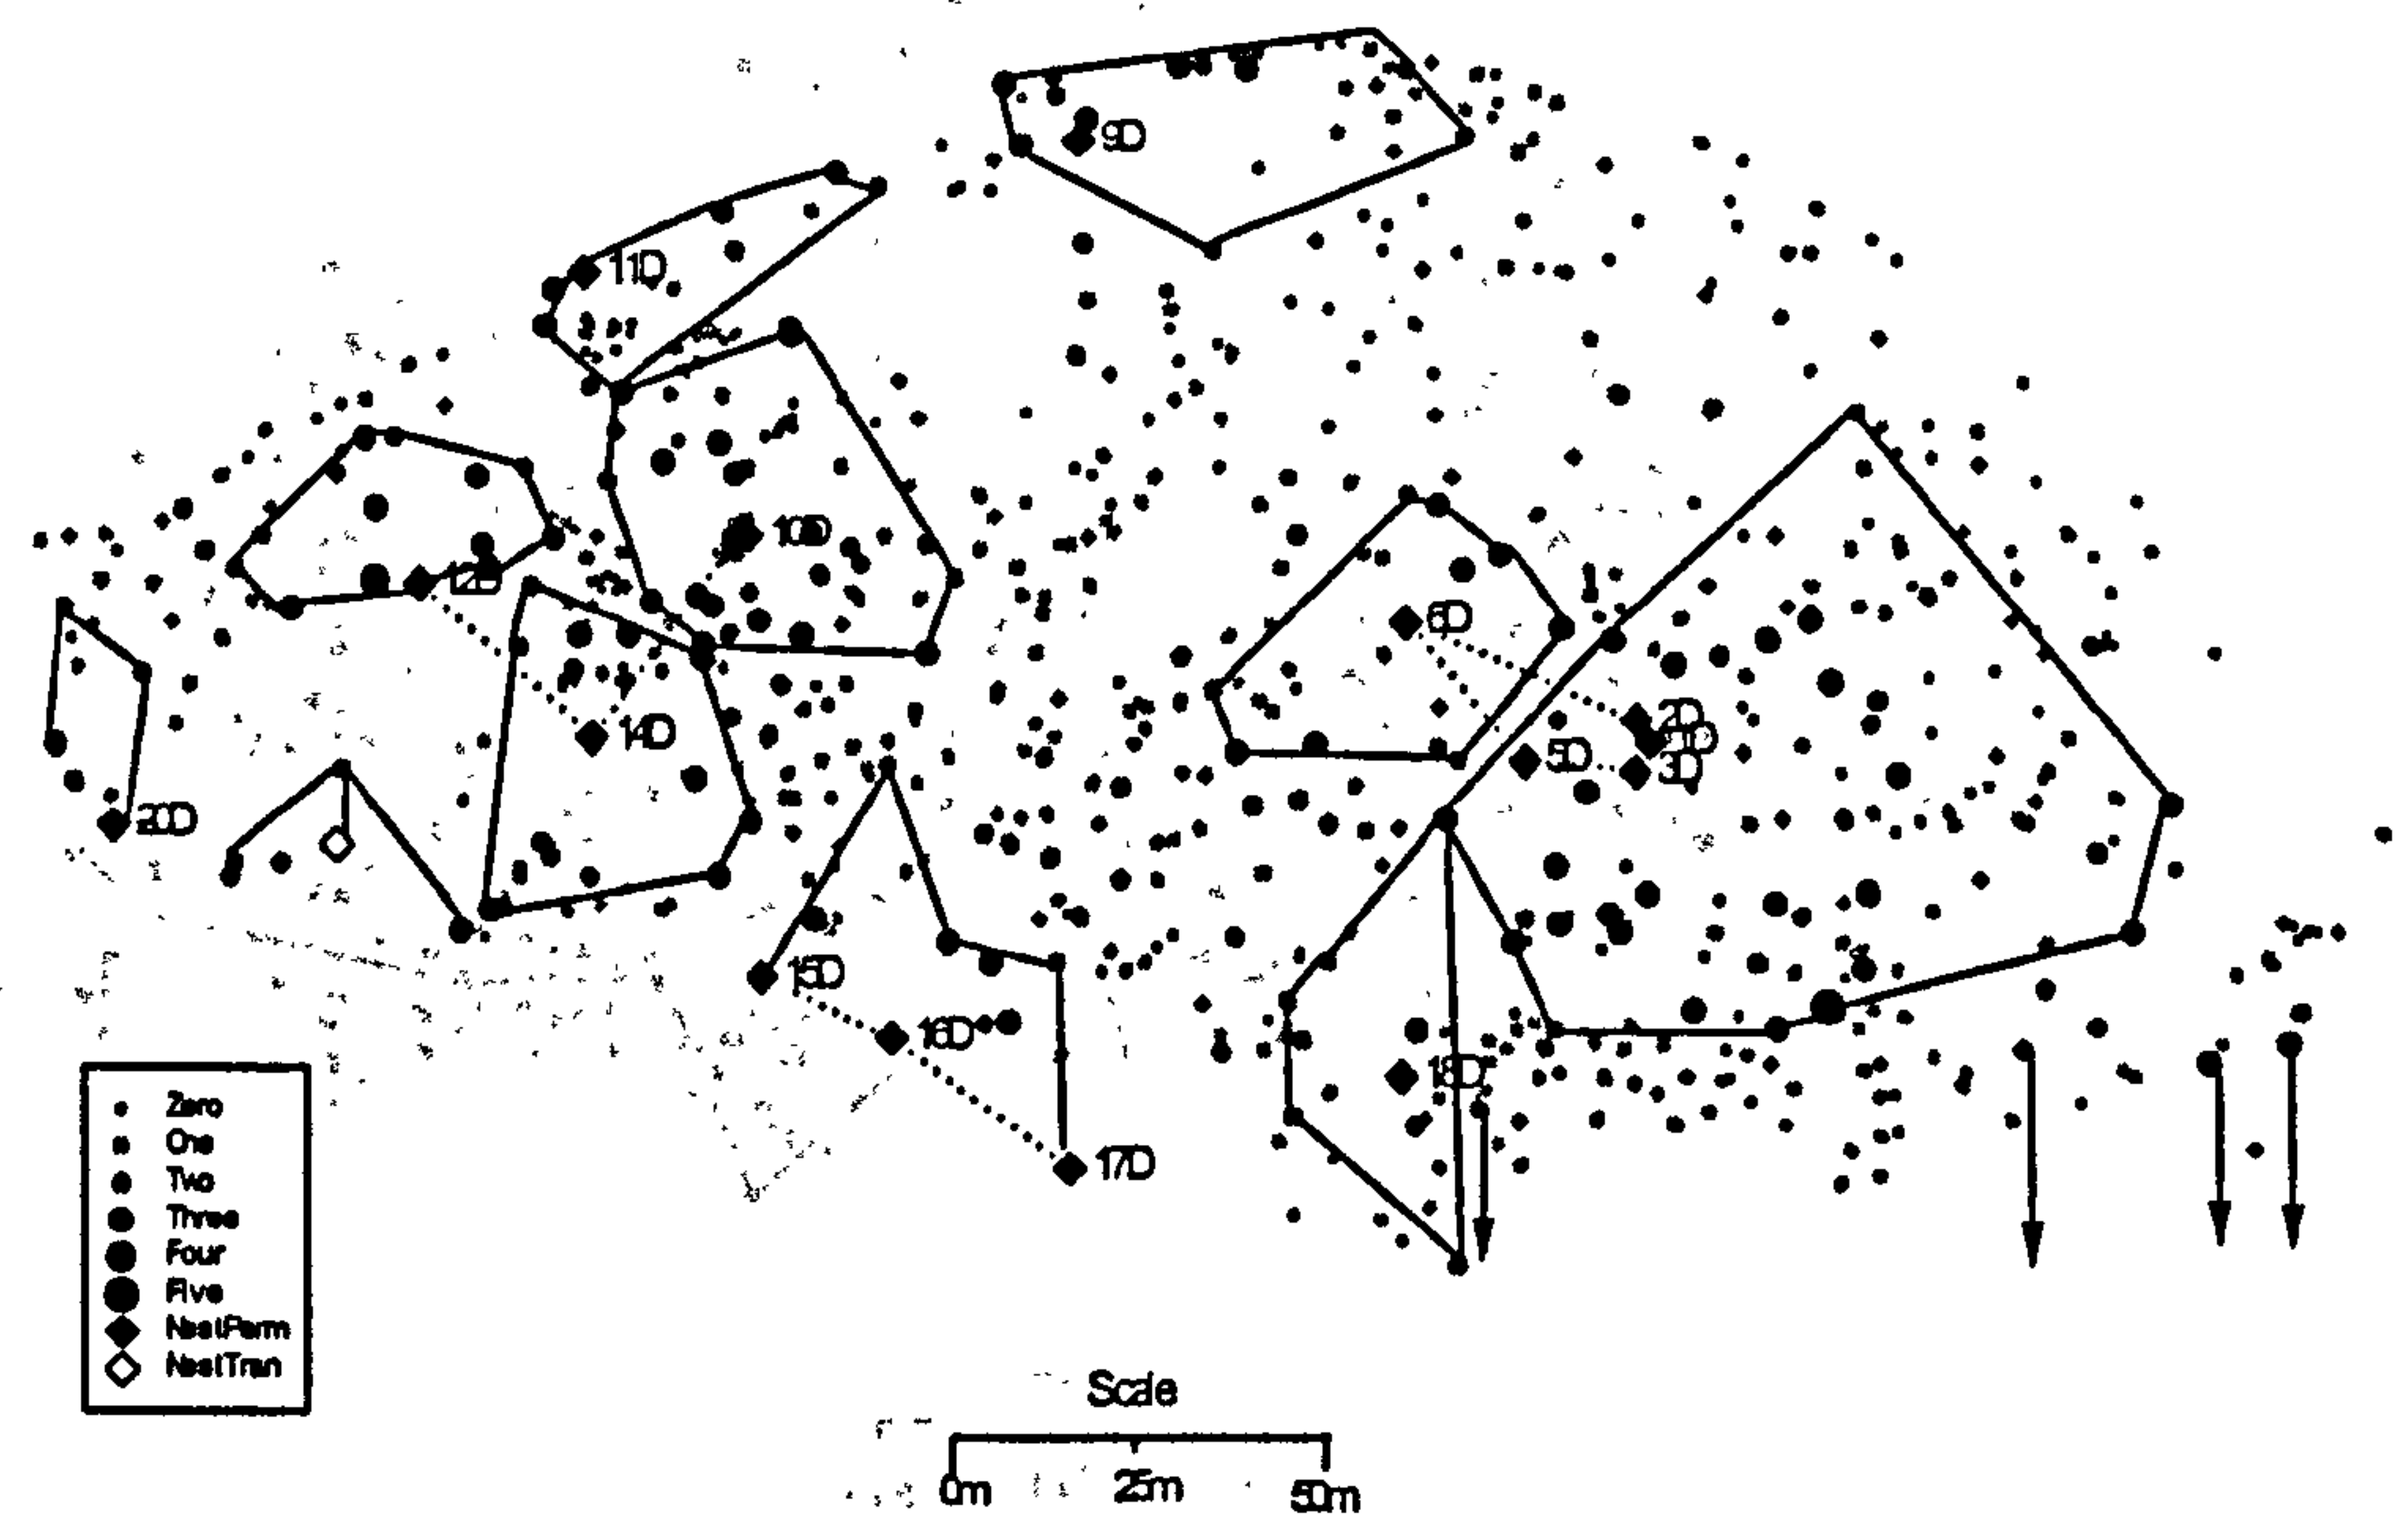 9D
11D
10D
12D
6D
14D
2D
5D
3D
20D
15D
16D
18D
17D
Zero
One
Two
Three
Four
Five
NestPerm
NestTran
Scale
0m 25m 50m